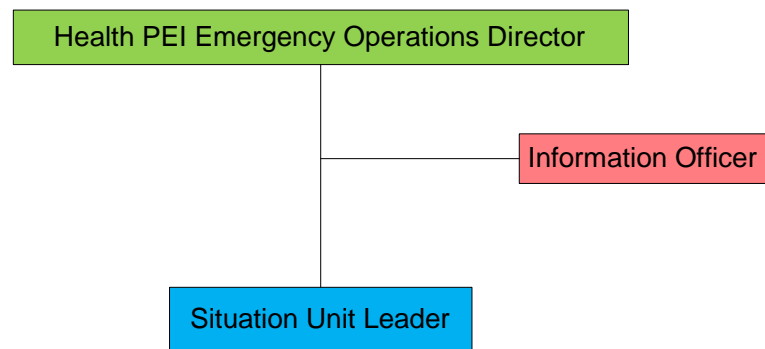 Health PEI Emergency Operations Director
Information Officer
Situation Unit Leader